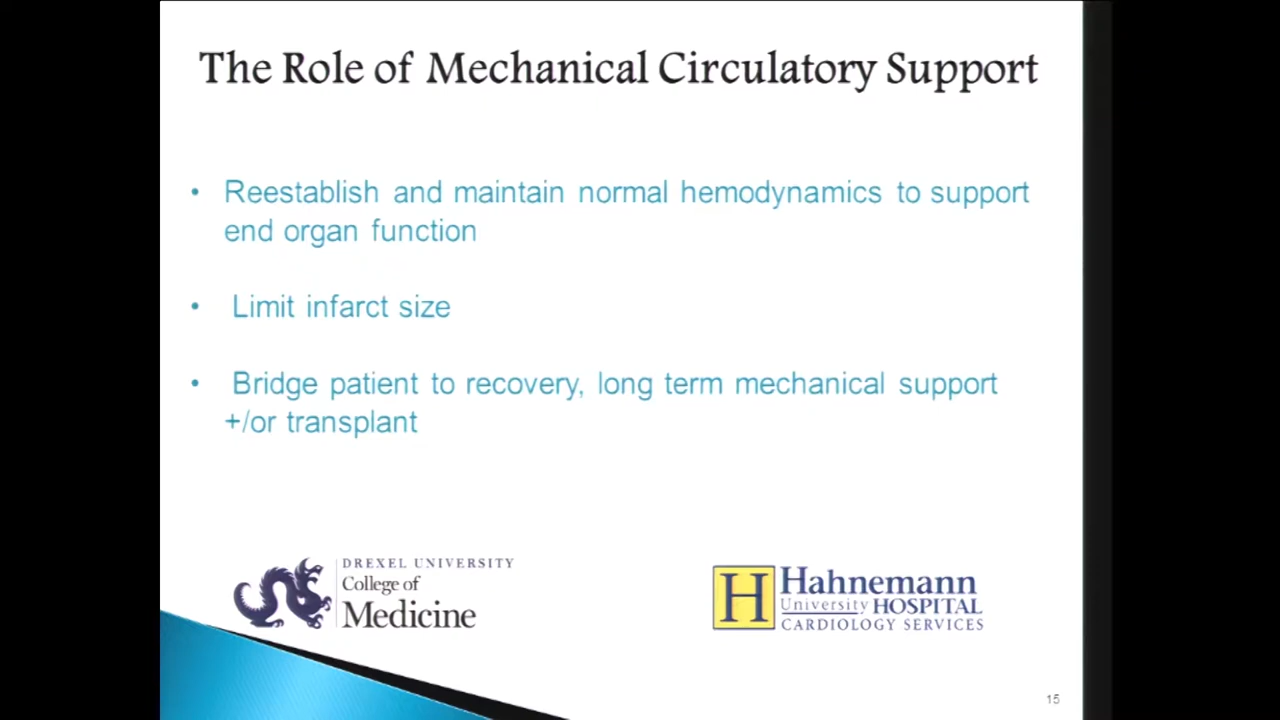 The Role of Mechanical Circulatory Support
• Reestablish and maintain normal hemodynamics to support
end organ function
• Limit infarct size
• Bridge patient to recovery, long term mechanical support
+/or transplant
DREXEL UNIVERSITY
College of
Medicine
H
Hahnemann
University HOSPITAL
CARDIOLOGY SERVICES
15